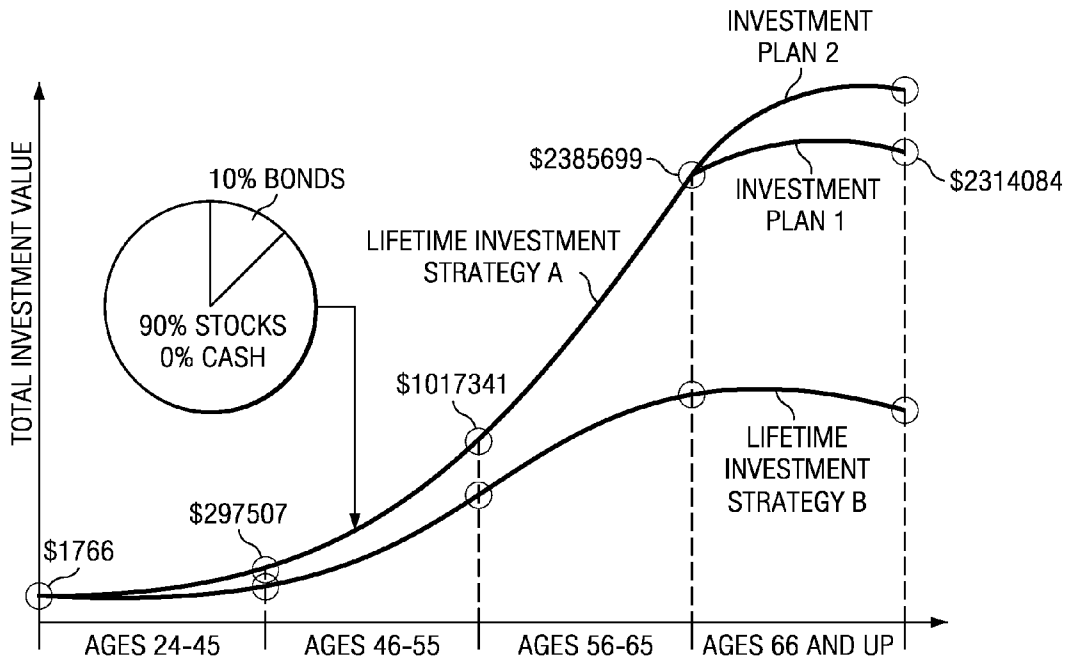 INVESTMENT
PLAN 2
$2385699
$2314084
INVESTMENT
PLAN 1
10% BONDS
LIFETIME INVESTMENT
STRATEGY A
90% STOCKS
0% CASH
TOTAL INVESTMENT VALUE
$1017341
LIFETIME
INVESTMENT
STRATEGY B
$297507
$1766
AGES 24-45
AGES 46-55
AGES 56-65
AGES 66 AND UP